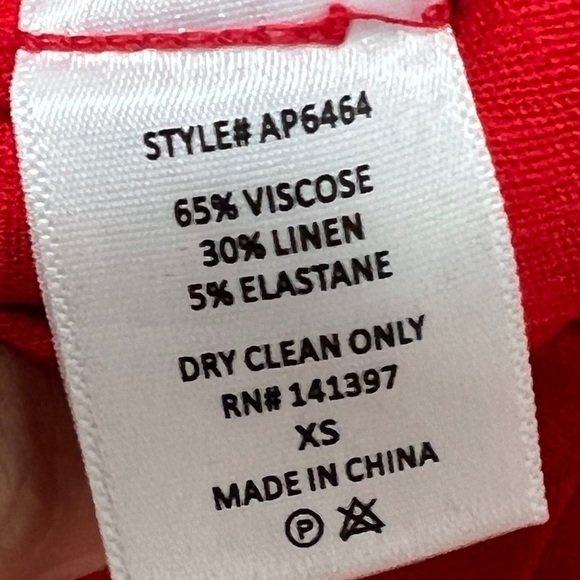 STYLE# AP6464
65% VISCOSE
30% LINEN
5% ELASTANE
DRY CLEAN ONLY
RN# 141397
XS
MADE IN CHINA
P